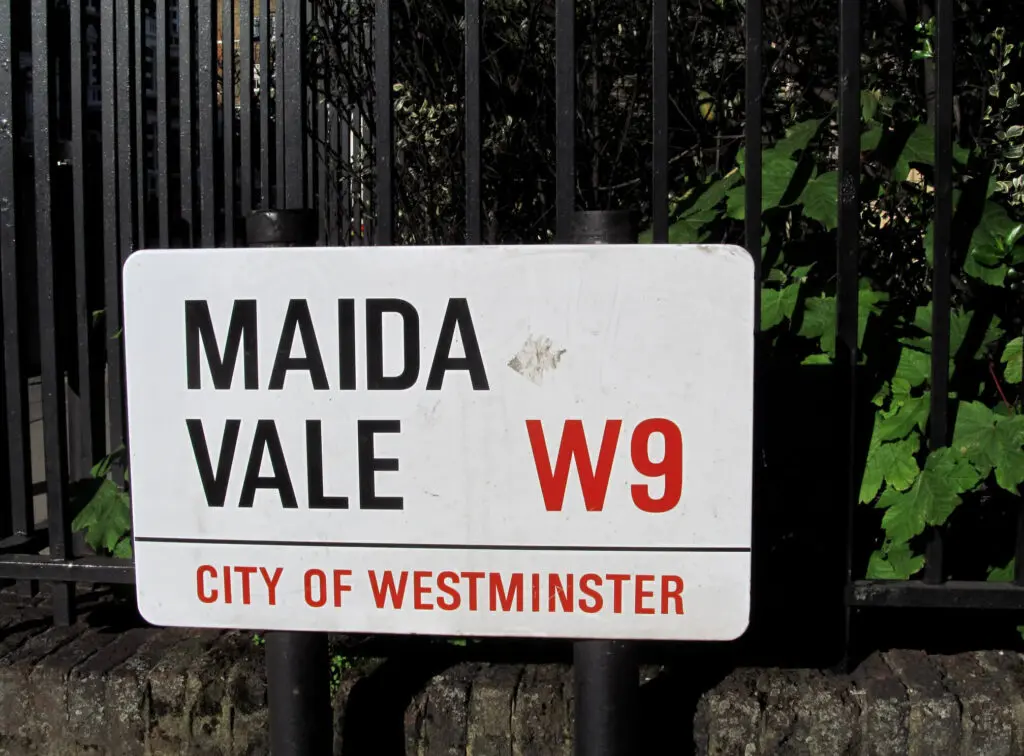 MAIDA
VALE W9
CITY OF WESTMINSTER